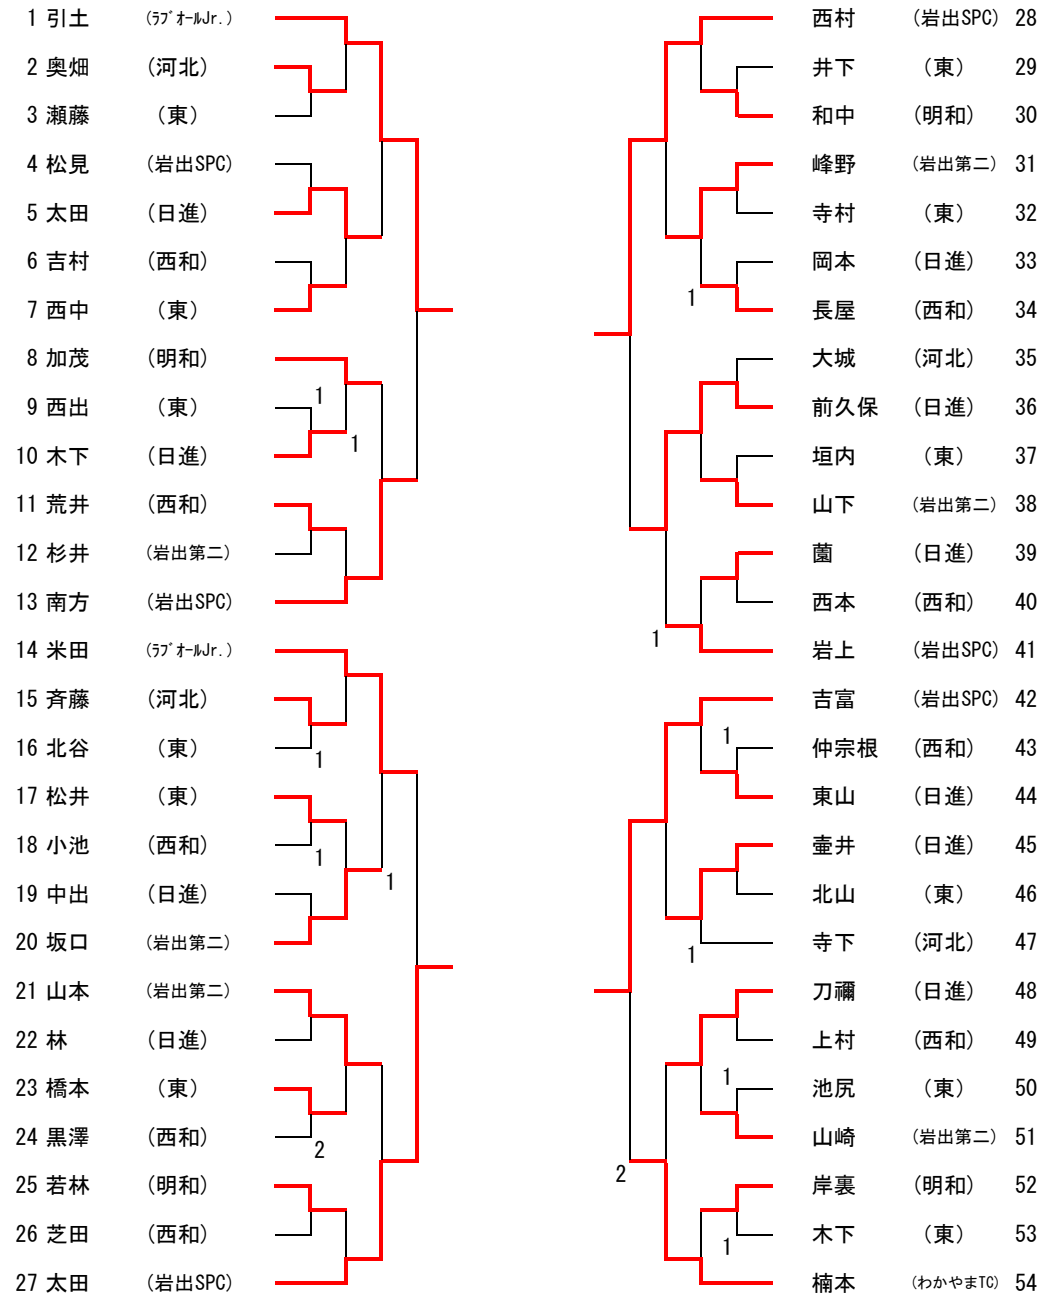 1 引土 (ﾗﾌﾞｵｰﾙJr.)
2 奥畑 (河北)
3 瀬藤 (東)
4 松見 (岩出SPC)
5 太田 (日進)
6 吉村 (西和)
7 西中 (東)
8 加茂 (明和)
1
9 西出 (東)
1
10 木下 (日進)
11 荒井 (西和)
12 杉井 (岩出第二)
13 南方 (岩出SPC)
14 米田 (ﾗﾌﾞｵｰﾙJr.)
15 斉藤 (河北)
16 北谷 (東)
1
17 松井 (東)
18 小池 (西和)
1
19 中出 (日進)
1
20 坂口 (岩出第二)
21 山本 (岩出第二)
22 林 (日進)
23 橋本 (東)
24 黒澤 (西和)
2
25 若林 (明和)
26 芝田 (西和)
27 太田 (岩出SPC)
西村 (岩出SPC) 28
井下 (東) 29
和中 (明和) 30
峰野 (岩出第二) 31
寺村 (東) 32
岡本 (日進) 33
1
長屋 (西和) 34
大城 (河北) 35
前久保 (日進) 36
垣内 (東) 37
山下 (岩出第二) 38
薗 (日進) 39
西本 (西和) 40
1
岩上 (岩出SPC) 41
吉富 (岩出SPC) 42
1
仲宗根 (西和) 43
東山 (日進) 44
壷井 (日進) 45
北山 (東) 46
寺下 (河北) 47
1
刀禰 (日進) 48
上村 (西和) 49
1
池尻 (東) 50
山崎 (岩出第二) 51
2
岸裏 (明和) 52
木下 (東) 53
1
楠本 (わかやまTC) 54